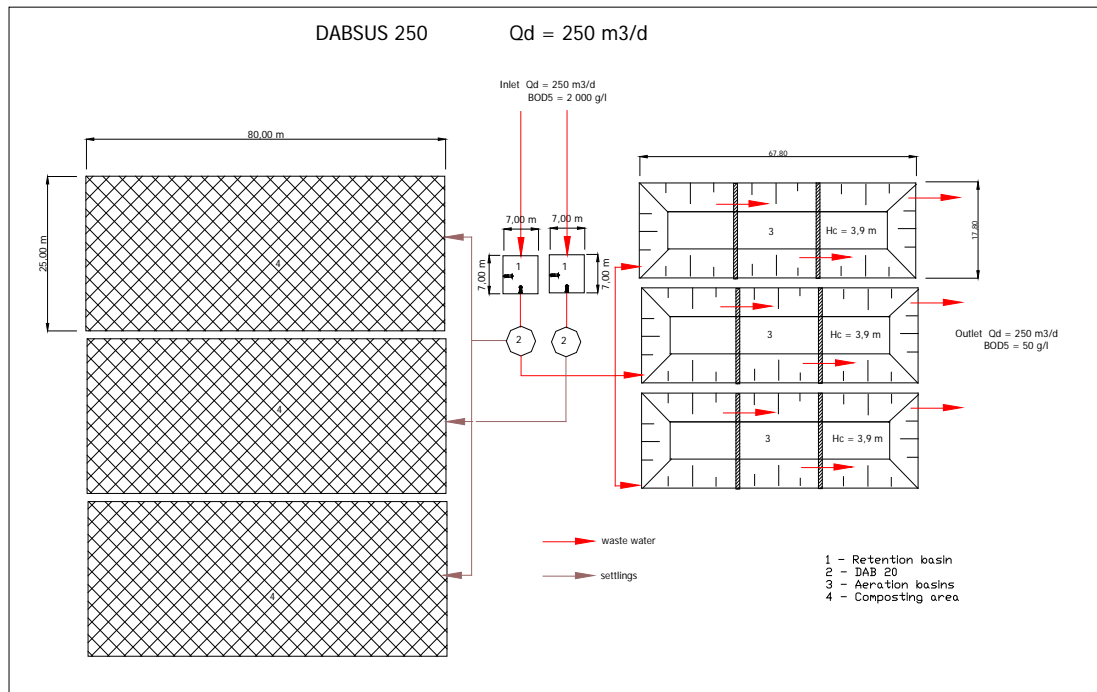 DABSUS 250 Qd = 250 m3/d
Inlet Qd = 250 m3/d
BOD5 = 2 000 g/l
80,00 m
67.80
25,00 m
4
7,00 m
7,00 m
7,00 m
1
1
7,00 m
3
Hc = 3,9 m
17.80
2
2
3
Hc = 3,9 m
Outlet Qd = 250 m3/d
BOD5 = 50 g/l
4
3
Hc = 3,9 m
waste water
settlings
1 - Retention basin
2 - DAB 20
3 - Aeration basins
4 - Composting area
4